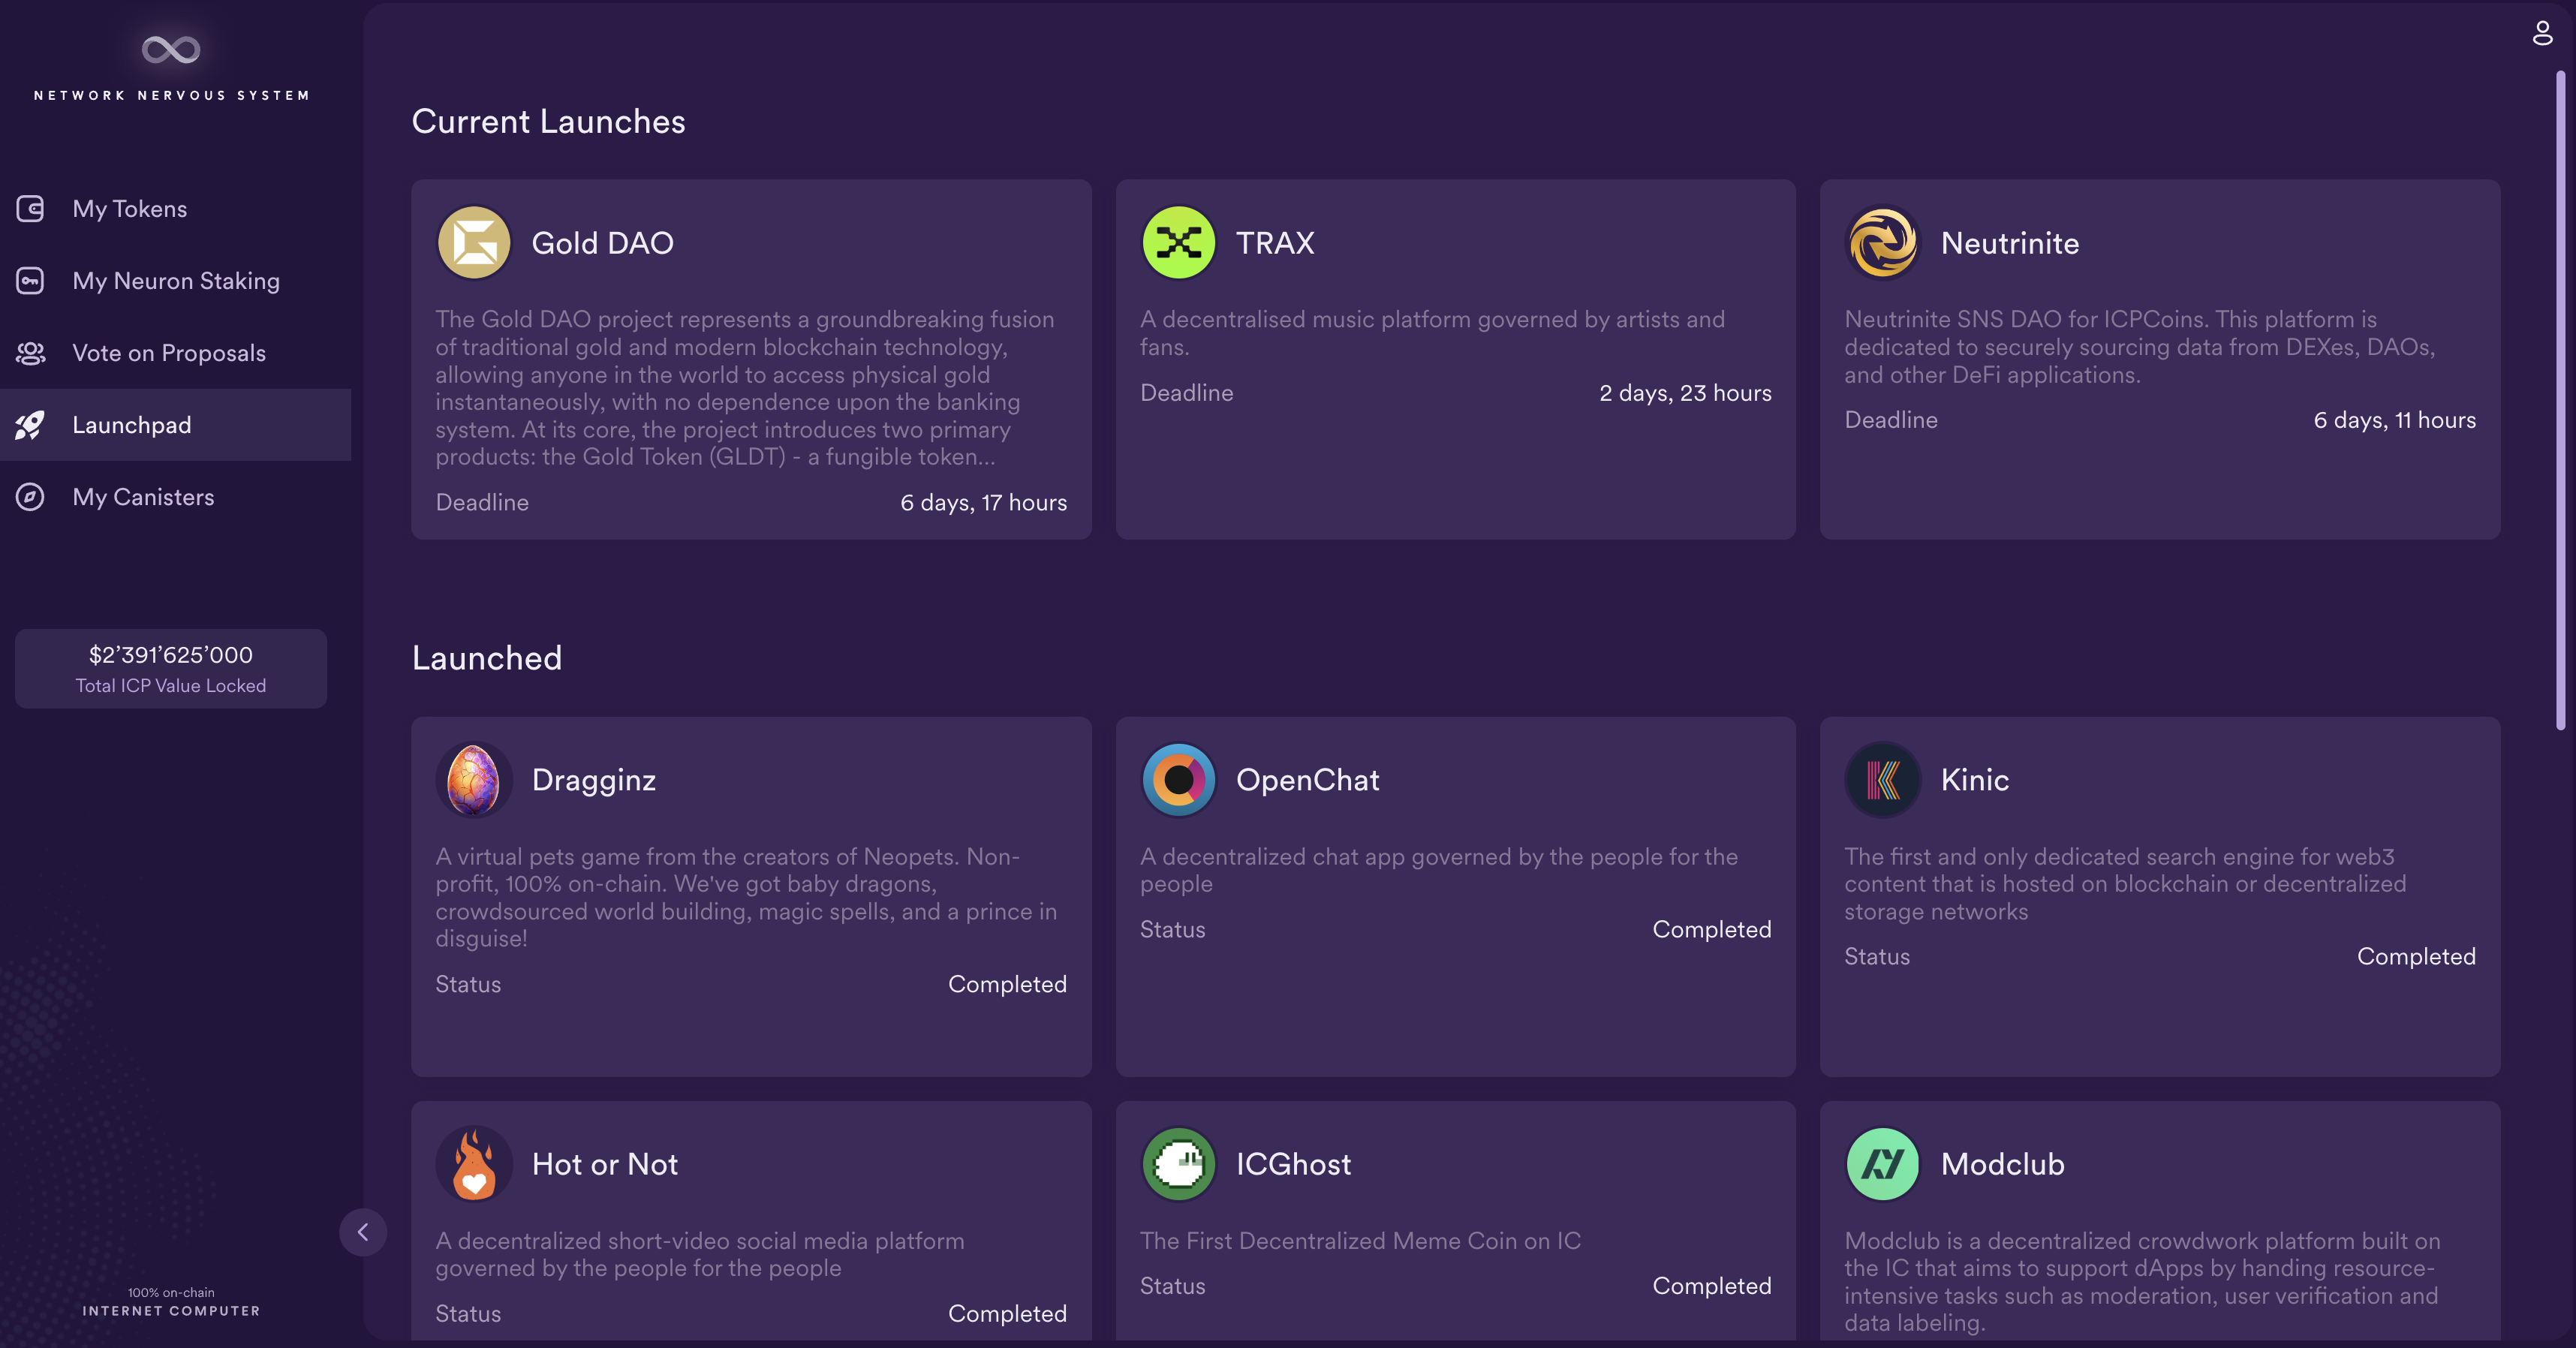 NETWORK NERVOUS SYSTEM
My Tokens
My Neuron Staking
Vote on Proposals
Launchpad
My Canisters
$2’391’625’000
Total ICP Value Locked
100% on-chain
INTERNET COMPUTER
Current Launches
Gold DAO
The Gold DAO project represents a groundbreaking fusion
of traditional gold and modern blockchain technology,
allowing anyone in the world to access physical gold
instantaneously, with no dependence upon the banking
system. At its core, the project introduces two primary
products: the Gold Token (GLDT) - a fungible token...
Deadline 6 days, 17 hours
TRAX
A decentralised music platform governed by artists and
fans.
Deadline 2 days, 23 hours
Neutrinite
Neutrinite SNS DAO for ICPCoins. This platform is
dedicated to securely sourcing data from DEXes, DAOs,
and other DeFi applications.
Deadline 6 days, 11 hours
Launched
Dragginz
A virtual pets game from the creators of Neopets. Non-
profit, 100% on-chain. We've got baby dragons,
crowdsourced world building, magic spells, and a prince in
disguise!
Status Completed
OpenChat
A decentralized chat app governed by the people for the
people
Status Completed
Kinic
The first and only dedicated search engine for web3
content that is hosted on blockchain or decentralized
storage networks
Status Completed
Hot or Not
A decentralized short-video social media platform
governed by the people for the people
Status Completed
ICGhost
The First Decentralized Meme Coin on IC
Status Completed
Modclub
Modclub is a decentralized crowdwork platform built on
the IC that aims to support dApps by handing resource-
intensive tasks such as moderation, user verification and
data labeling.